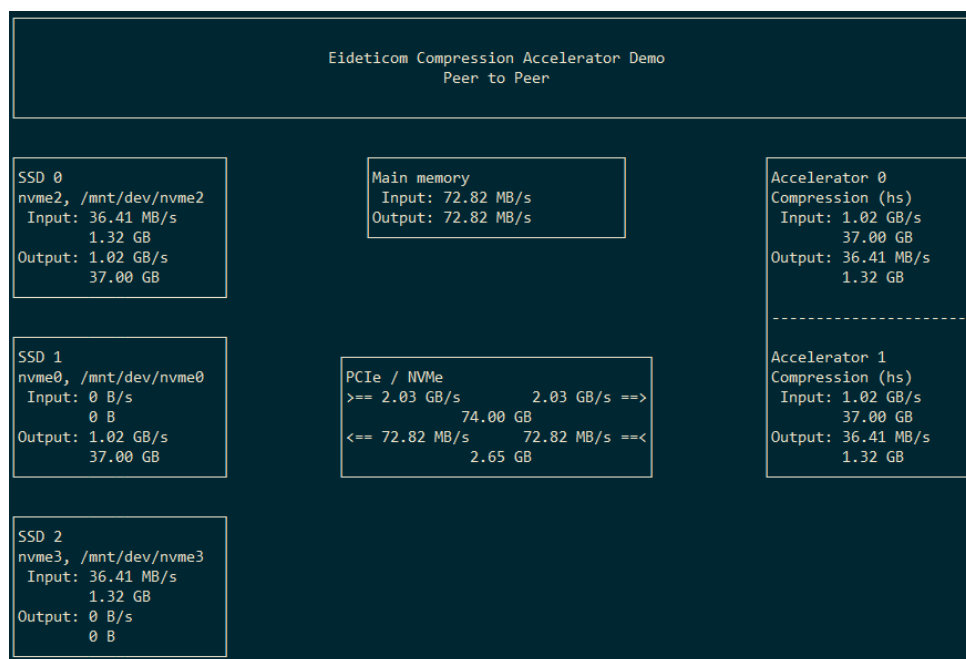 Eideticom Compression Accelerator Demo
Peer to Peer
SSD 0
nvme2, /mnt/dev/nvme2
Input: 36.41 MB/s
1.32 GB
Output: 1.02 GB/s
37.00 GB
Main memory
Input: 72.82 MB/s
Output: 72.82 MB/s
Accelerator 0
Compression (hs)
Input: 1.02 GB/s
37.00 GB
Output: 36.41 MB/s
1.32 GB
----------------------
SSD 1
nvme0, /mnt/dev/nvme0
Input: 0 B/s
0 B
Output: 1.02 GB/s
37.00 GB
PCIe / NVMe
>== 2.03 GB/s 2.03 GB/s ==>
74.00 GB
<== 72.82 MB/s 72.82 MB/s ==<
2.65 GB
Accelerator 1
Compression (hs)
Input: 1.02 GB/s
37.00 GB
Output: 36.41 MB/s
1.32 GB
SSD 2
nvme3, /mnt/dev/nvme3
Input: 36.41 MB/s
1.32 GB
Output: 0 B/s
0 B